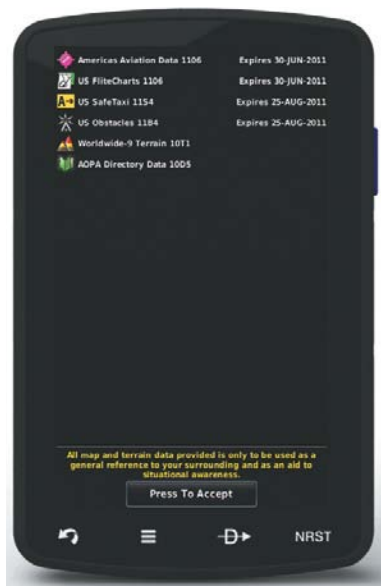 Americas Aviation Data 1106 Expires 30-JUN-2011
US FliteCharts 1106 Expires 30-JUN-2011
A→ US SafeTaxi 11S4 Expires 25-AUG-2011
US Obstacles 11B4 Expires 25-AUG-2011
Worldwide-9 Terrain 10T1
AOPA Directory Data 10D5
All map and terrain data provided is only to be used as a
general reference to your surrounding and as an aid to
situational awareness.
Press To Accept
D NRST